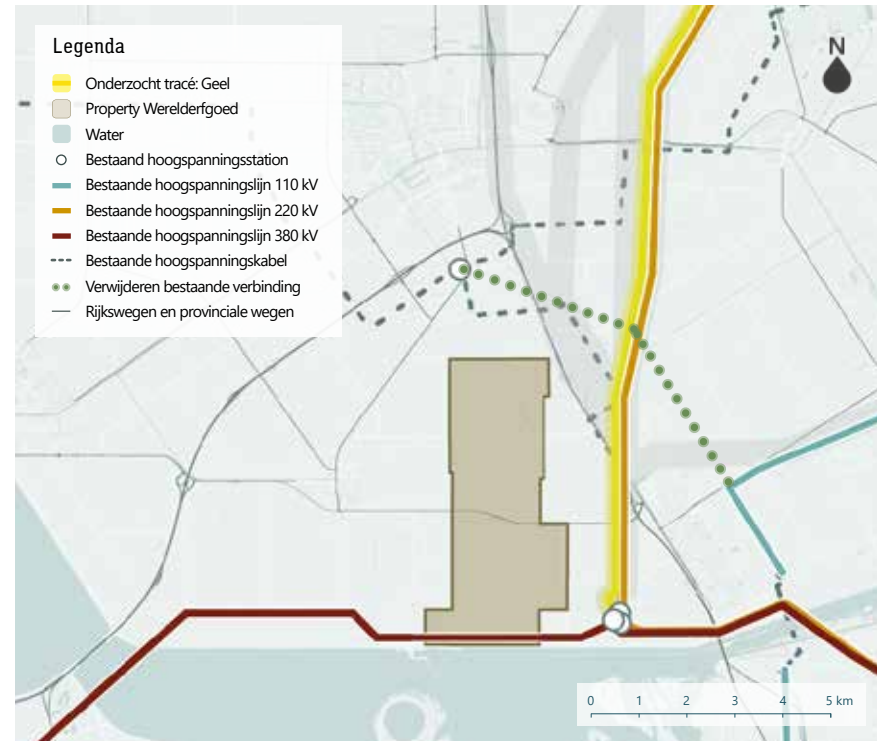 Legenda
Onderzocht tracé: Geel
Property Werelderfgoed
Water
Bestaand hoogspanningsstation
Bestaande hoogspanningslijn 110 kV
Bestaande hoogspanningslijn 220 kV
Bestaande hoogspanningslijn 380 kV
Bestaande hoogspanningskabel
Verwijderen bestaande verbinding
Rijkswegen en provinciale wegen
N
0 1 2 3 4 5 km